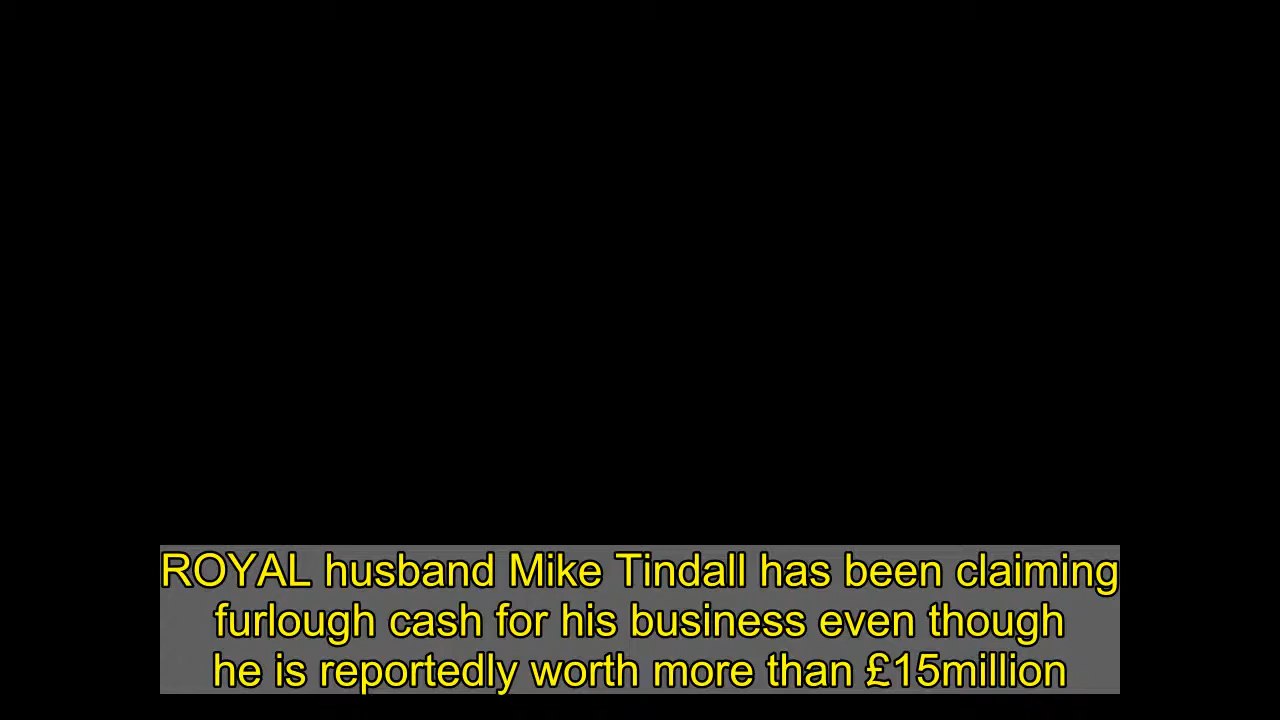 ROYAL husband Mike Tindall has been claiming
furlough cash for his business even though
he is reportedly worth more than £15million